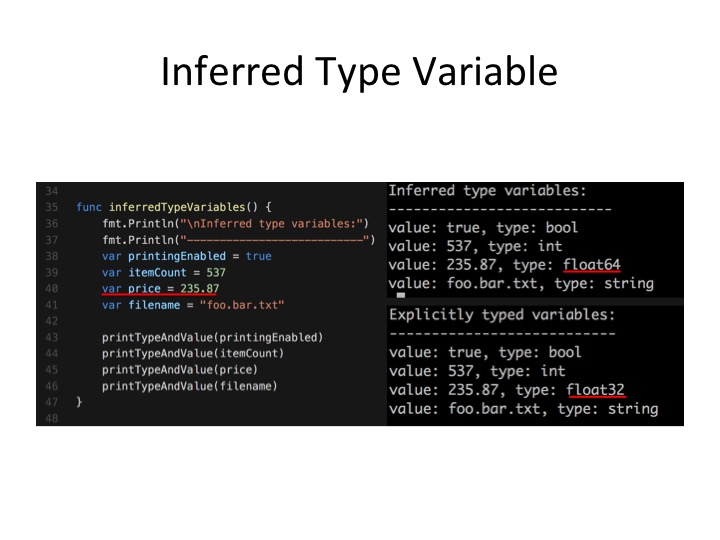 Inferred Type Variable
34
35 func inferredTypeVariables() {
36 fmt.Println("\nInferred type variables:")
37 fmt.Println("---------------------------")
38 var printingEnabled = true
39 var itemCount = 537
40 var price = 235.87
41 var filename = "foo.bar.txt"
42
43 printTypeAndValue(printingEnabled)
44 printTypeAndValue(itemCount)
45 printTypeAndValue(price)
46 printTypeAndValue(filename)
47 }
48
Inferred type variables:
---------------------------
value: true, type: bool
value: 537, type: int
value: 235.87, type: float64
value: foo.bar.txt, type: string
Explicitly typed variables:
---------------------------
value: true, type: bool
value: 537, type: int
value: 235.87, type: float32
value: foo.bar.txt, type: string